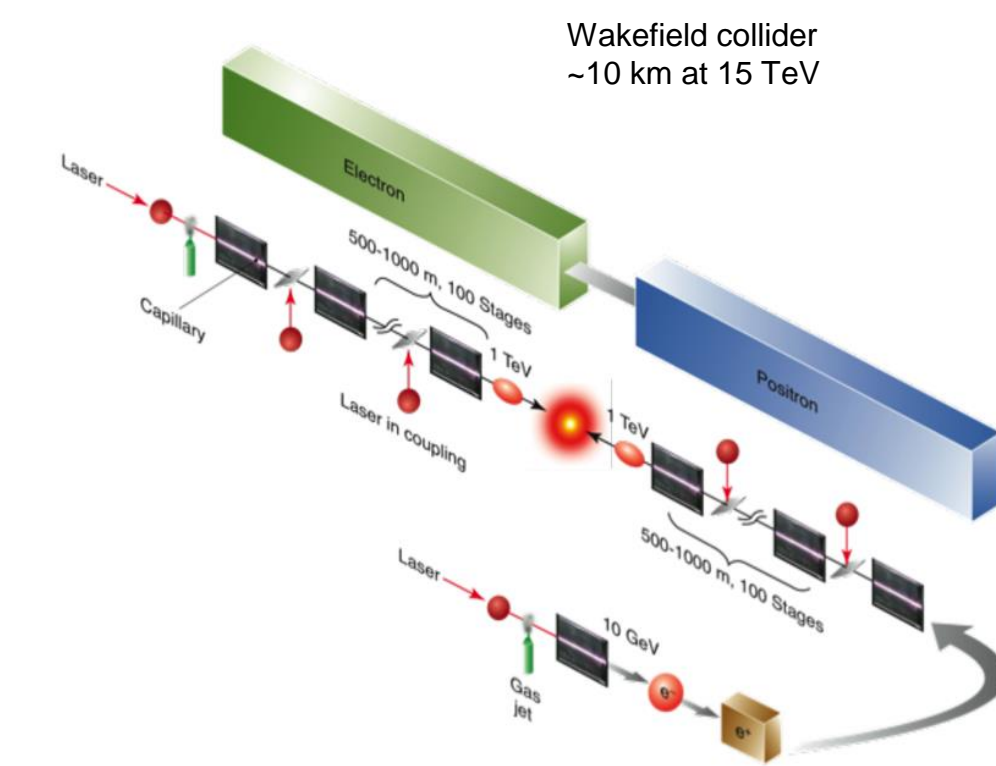 Wakefield collider
~10 km at 15 TeV
Electron
Laser
500-1000 m, 100 Stages
Capillary
1 TeV
Laser in coupling
Positron
1 TeV
500-1000 m, 100 Stages
Laser
10 GeV
Gas
jet
e⁻
e⁺